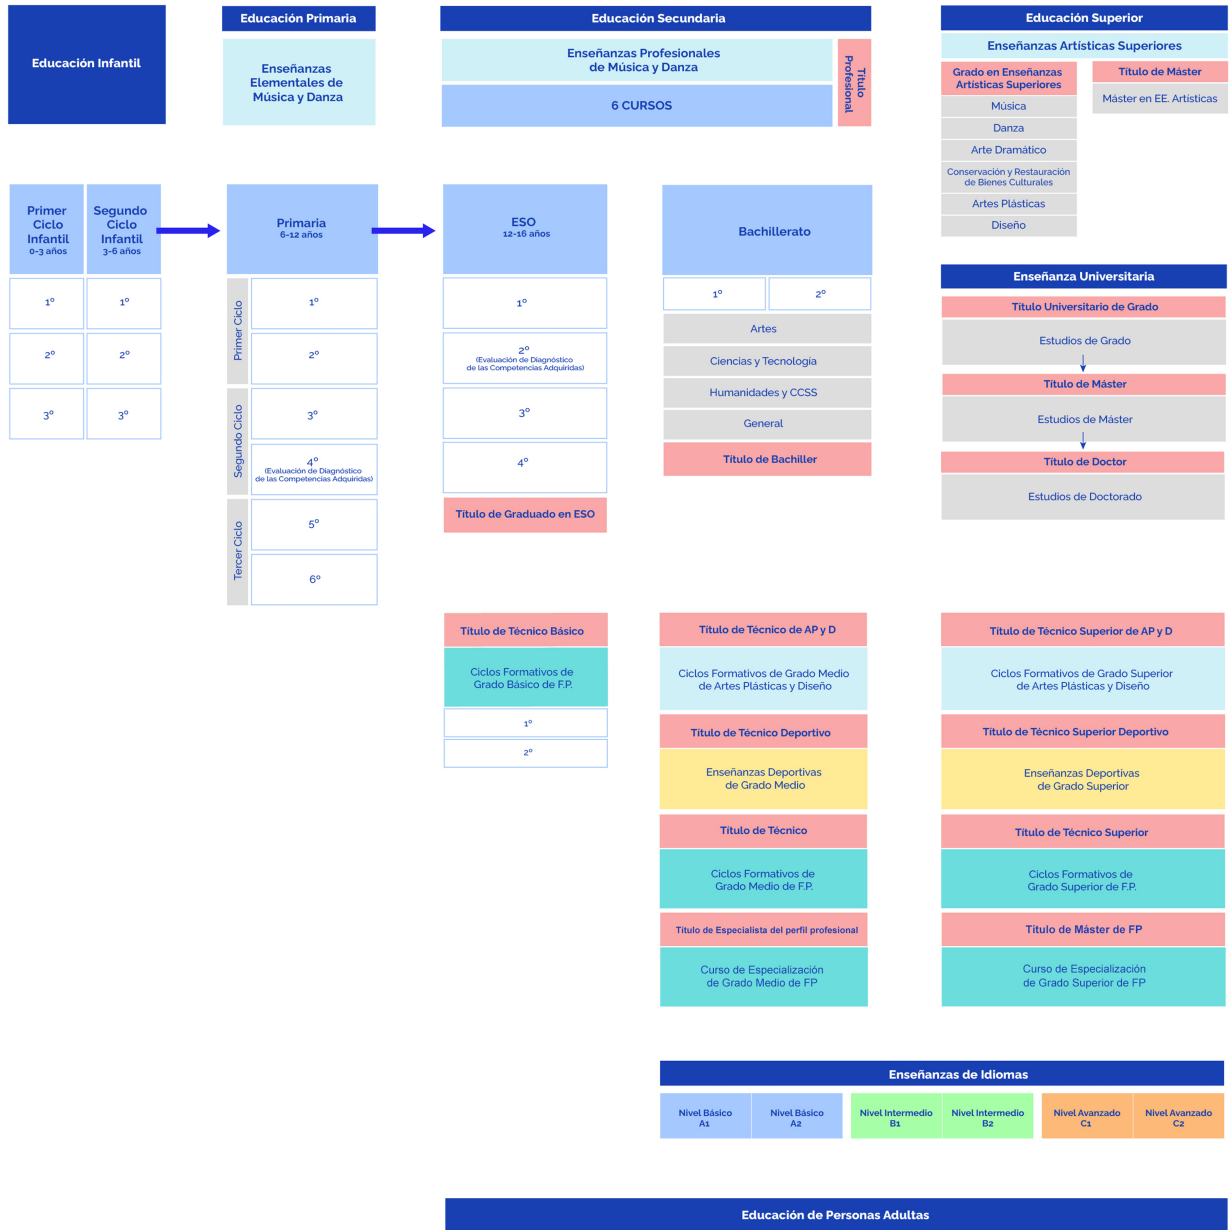 Educación Infantil
Educación Primaria
Enseñanzas
Elementales de
Música y Danza
Educación Secundaria
Enseñanzas Profesionales
de Música y Danza
6 CURSOS
Título
Profesional
Educación Superior
Enseñanzas Artísticas Superiores
Grado en Enseñanzas
Artísticas Superiores
Música
Danza
Arte Dramático
Conservación y Restauración
de Bienes Culturales
Artes Plásticas
Diseño
Título de Máster
Máster en EE. Artísticas
Primer
Ciclo
Infantil
0-3 años
1º
2º
3º
Segundo
Ciclo
Infantil
3-6 años
1º
2º
3º
Primaria
6-12 años
Primer Ciclo
1º
2º
Segundo Ciclo
3º
4º
(Evaluación de Diagnóstico
de las Competencias Adquiridas)
Tercer Ciclo
5º
6º
ESO
12-16 años
1º
2º
(Evaluación de Diagnóstico
de las Competencias Adquiridas)
3º
4º
Título de Graduado en ESO
Bachillerato
1º
2º
Artes
Ciencias y Tecnología
Humanidades y CCSS
General
Título de Bachiller
Enseñanza Universitaria
Título Universitario de Grado
Estudios de Grado
Título de Máster
Estudios de Máster
Título de Doctor
Estudios de Doctorado
Título de Técnico Básico
Ciclos Formativos de
Grado Básico de F.P.
1º
2º
Título de Técnico de AP y D
Ciclos Formativos de Grado Medio
de Artes Plásticas y Diseño
Título de Técnico Deportivo
Enseñanzas Deportivas
de Grado Medio
Título de Técnico
Ciclos Formativos de
Grado Medio de F.P.
Título de Especialista del perfil profesional
Curso de Especialización
de Grado Medio de FP
Título de Técnico Superior de AP y D
Ciclos Formativos de Grado Superior
de Artes Plásticas y Diseño
Título de Técnico Superior Deportivo
Enseñanzas Deportivas
de Grado Superior
Título de Técnico Superior
Ciclos Formativos de
Grado Superior de F.P.
Título de Máster de FP
Curso de Especialización
de Grado Superior de FP
Enseñanzas de Idiomas
Nivel Básico
A1
Nivel Básico
A2
Nivel Intermedio
B1
Nivel Intermedio
B2
Nivel Avanzado
C1
Nivel Avanzado
C2
Educación de Personas Adultas